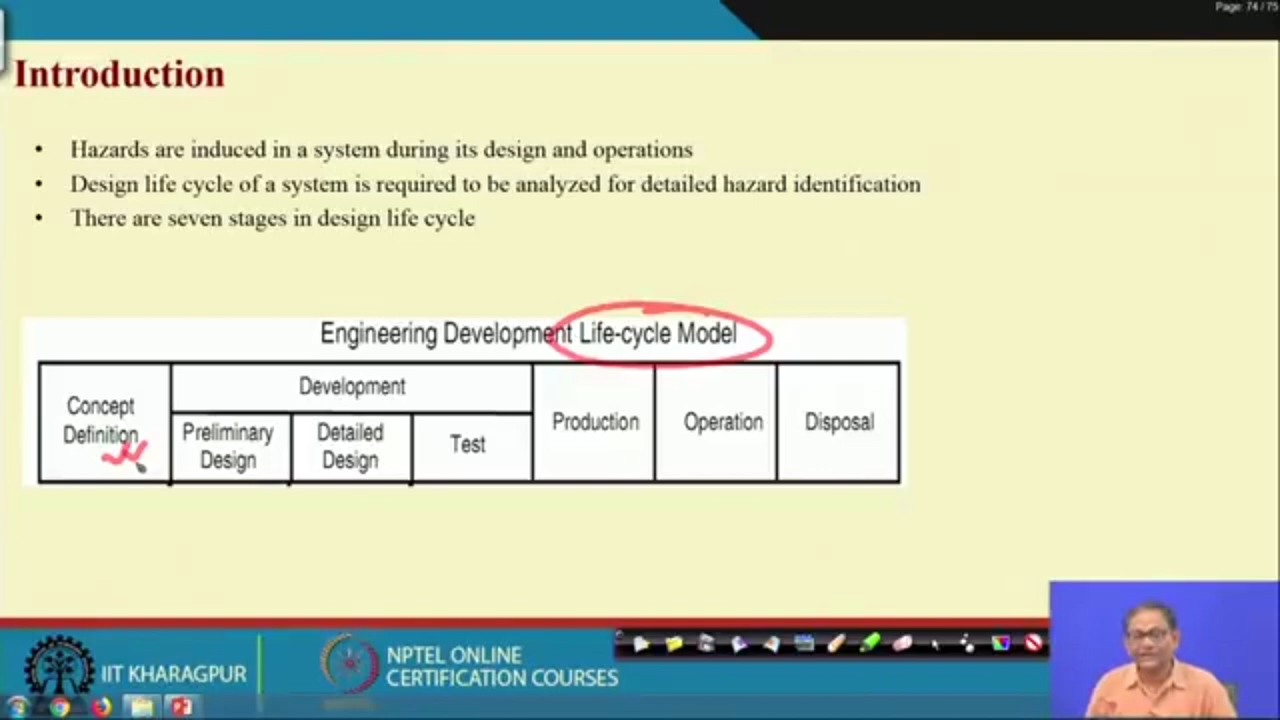 Page: 74 / 75
Introduction
• Hazards are induced in a system during its design and operations
• Design life cycle of a system is required to be analyzed for detailed hazard identification
• There are seven stages in design life cycle
Engineering Development Life-cycle Model
Concept
Definition
Development
Preliminary
Design
Detailed
Design
Test
Production
Operation
Disposal
IIT KHARAGPUR
NPTEL ONLINE
CERTIFICATION COURSES